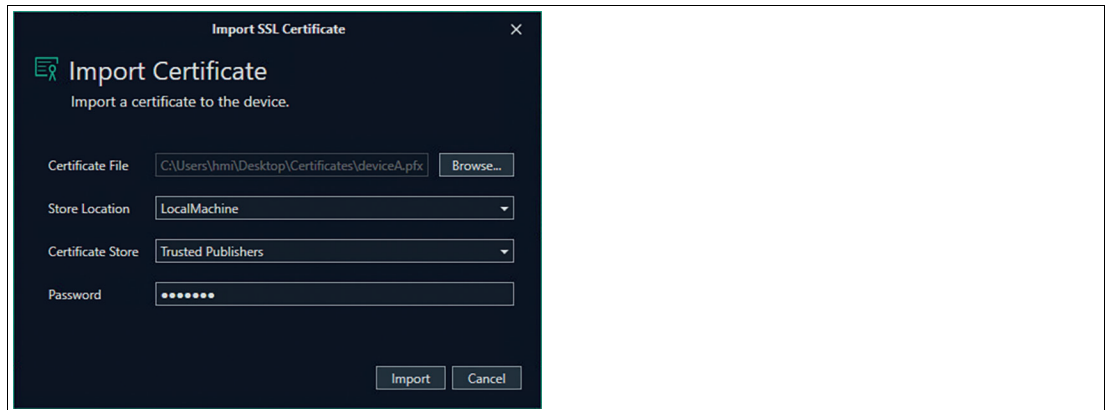 Import SSL Certificate
Import Certificate
Import a certificate to the device.
Certificate File C:\Users\hmi\Desktop\Certificates\deviceA.pfx Browse...
Store Location LocalMachine
Certificate Store Trusted Publishers
Password •••••••
Import Cancel